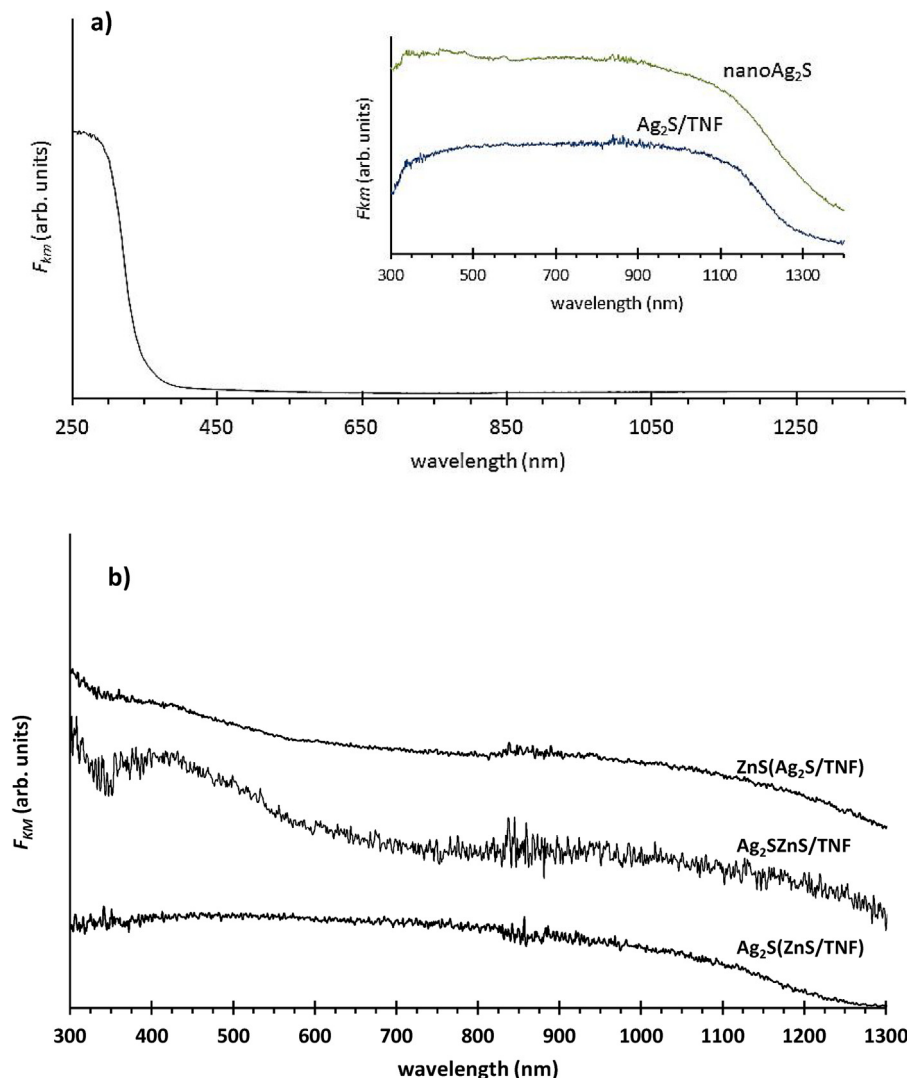 a)
nanoAg₂S
Ag₂S/TNF
Fkm (arb. units)
300 500 700 900 1100 1300
wavelength (nm)
F_km (arb. units)
250 450 650 850 1050 1250
wavelength (nm)
b)
ZnS(Ag₂S/TNF)
Ag₂SZnS/TNF
Ag₂S(ZnS/TNF)
F_KM (arb. units)
300 400 500 600 700 800 900 1000 1100 1200 1300
wavelength (nm)